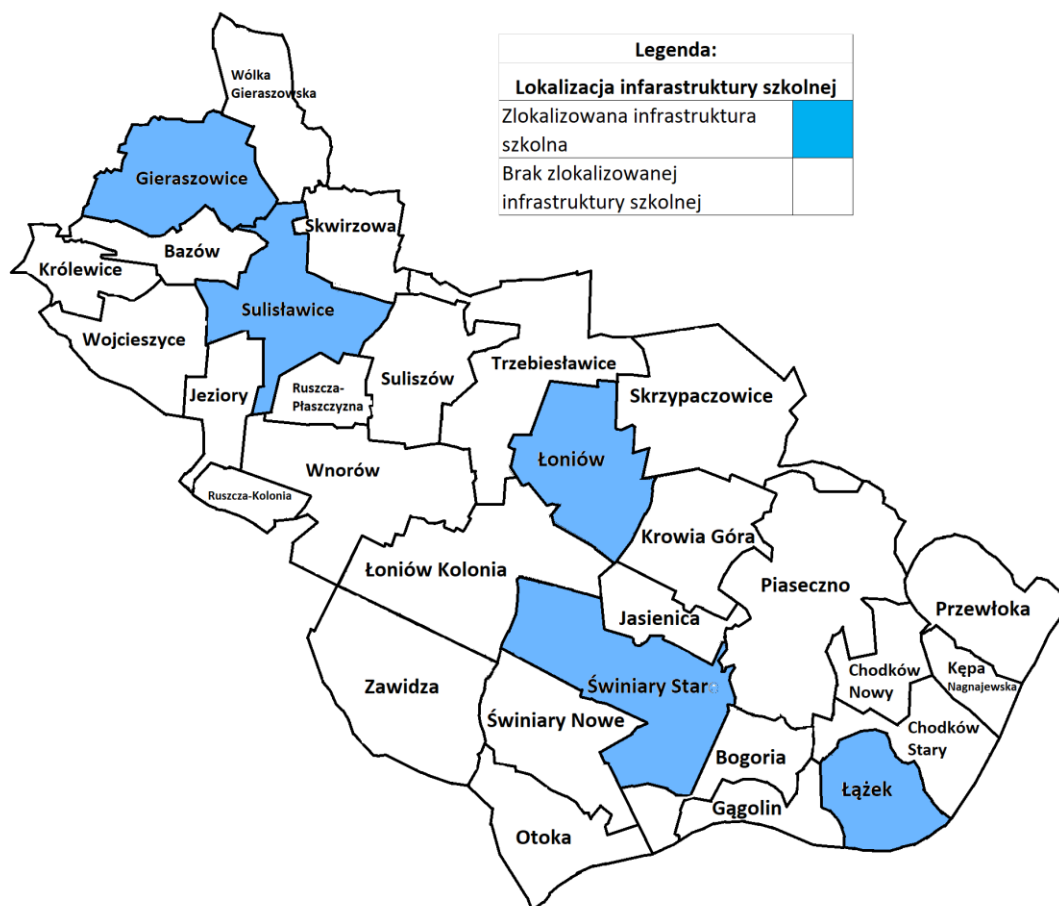 Legenda:
Lokalizacja infarastruktury szkolnej
Zlokalizowana infrastruktura
szkolna
Brak zlokalizowanej
infrastruktury szkolnej
Wólka
Gieraszowska
Gieraszowice
Skwirzowa
Bazów
Królewice
Sulisławice
Wojcieszyce
Trzebiesławice
Suliszów
Ruszcza-
Płaszczyzna
Jeziory
Skrzypaczowice
Łoniów
Wnorów
Ruszcza-Kolonia
Krowia Góra
Łoniów Kolonia
Piaseczno
Przewłoka
Jasienica
Chodków
Nowy
Kępa
Nagnajewska
Zawidza
Świniary Star
Świniary Nowe
Chodków
Stary
Bogoria
Łążek
Gągolin
Otoka